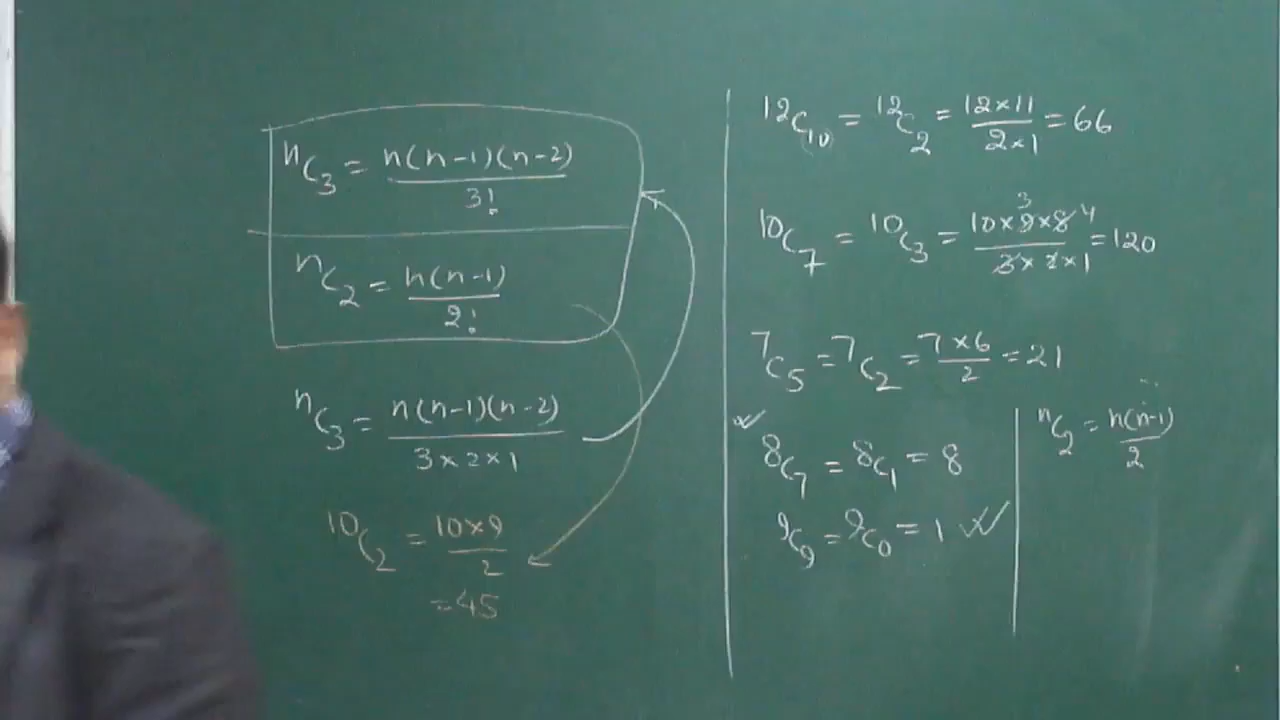 ⁿC₃ = n(n-1)(n-2) / 3!
ⁿC₂ = n(n-1) / 2!
ⁿC₃ = n(n-1)(n-2) / 3×2×1
¹⁰C₂ = 10×9 / 2
=45
¹²C₁₀ = ¹²C₂ = 12×11 / 2×1 = 66
¹⁰C₇ = ¹⁰C₃ = 10×9×8 / 3×2×1 = 120
3 4
⁷C₅ = ⁷C₂ = 7×6 / 2 = 21
⁸C₇ = ⁸C₁ = 8
⁹C₉ = ⁹C₀ = 1
ⁿC₂ = n(n-1) / 2